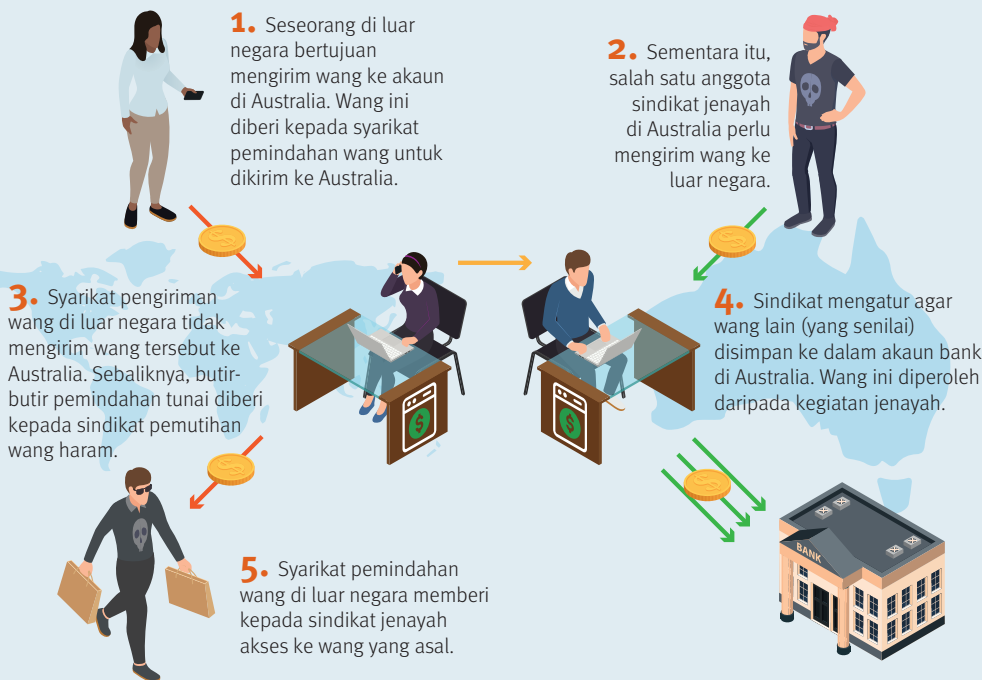 1. Seseorang di luar
negara bertujuan
mengirim wang ke akaun
di Australia. Wang ini
diberi kepada syarikat
pemindahan wang untuk
dikirim ke Australia.
2. Sementara itu,
salah satu anggota
sindikat jenayah
di Australia perlu
mengirim wang ke
luar negara.
3. Syarikat pengiriman
wang di luar negara tidak
mengirim wang tersebut ke
Australia. Sebaliknya, butir-
butir pemindahan tunai diberi
kepada sindikat pemutihan
wang haram.
4. Sindikat mengatur agar
wang lain (yang senilai)
disimpan ke dalam akaun bank
di Australia. Wang ini diperoleh
daripada kegiatan jenayah.
5. Syarikat pemindahan
wang di luar negara memberi
kepada sindikat jenayah
akses ke wang yang asal.
$
$
$
$
$
$
BANK